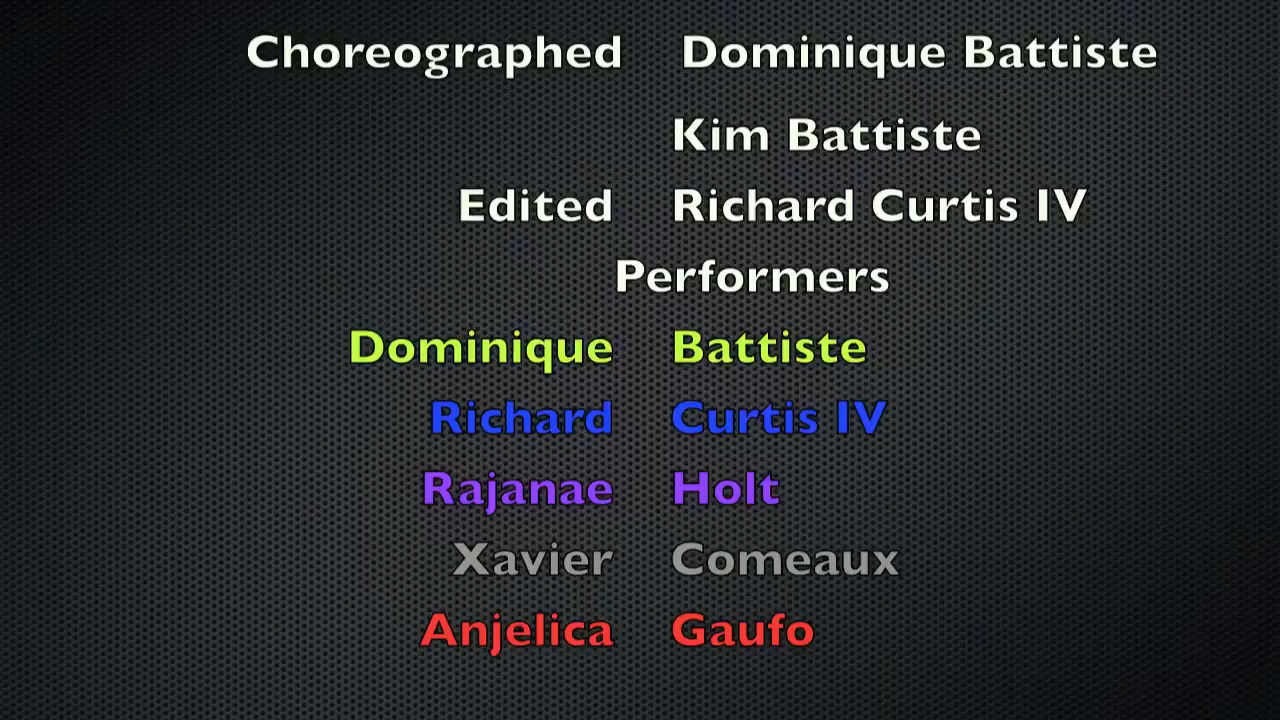 Choreographed Dominique Battiste
Kim Battiste
Edited Richard Curtis IV
Performers
Dominique Battiste
Richard Curtis IV
Rajanae Holt
Xavier Comeaux
Anjelica Gaufo